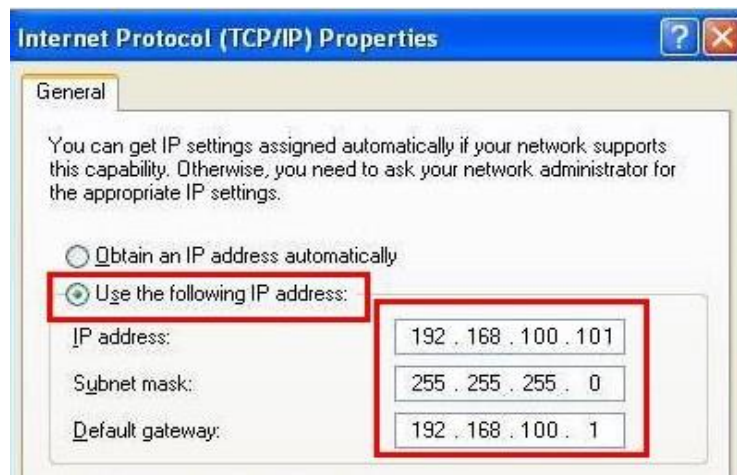 Internet Protocol (TCP/IP) Properties
General
You can get IP settings assigned automatically if your network supports
this capability. Otherwise, you need to ask your network administrator for
the appropriate IP settings.
Obtain an IP address automatically
Use the following IP address:
IP address: 192 . 168 . 100 . 101
Subnet mask: 255 . 255 . 255 . 0
Default gateway: 192 . 168 . 100 . 1